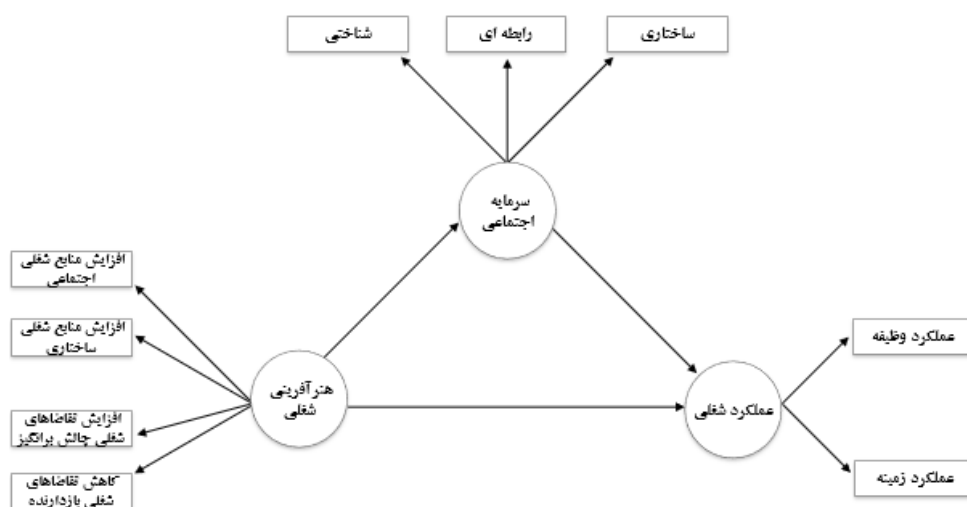 ساختاری
رابطه ای
شناختی
سرمایه
اجتماعی
افزایش منابع شغلی
اجتماعی
افزایش منابع شغلی
ساختاری
هنرآفرینی
شغلی
افزایش تقاضاهای
شغلی چالش برانگیز
کاهش تقاضاهای
شغلی بازدارنده
عملکرد شغلی
عملکرد وظیفه
عملکرد زمینه